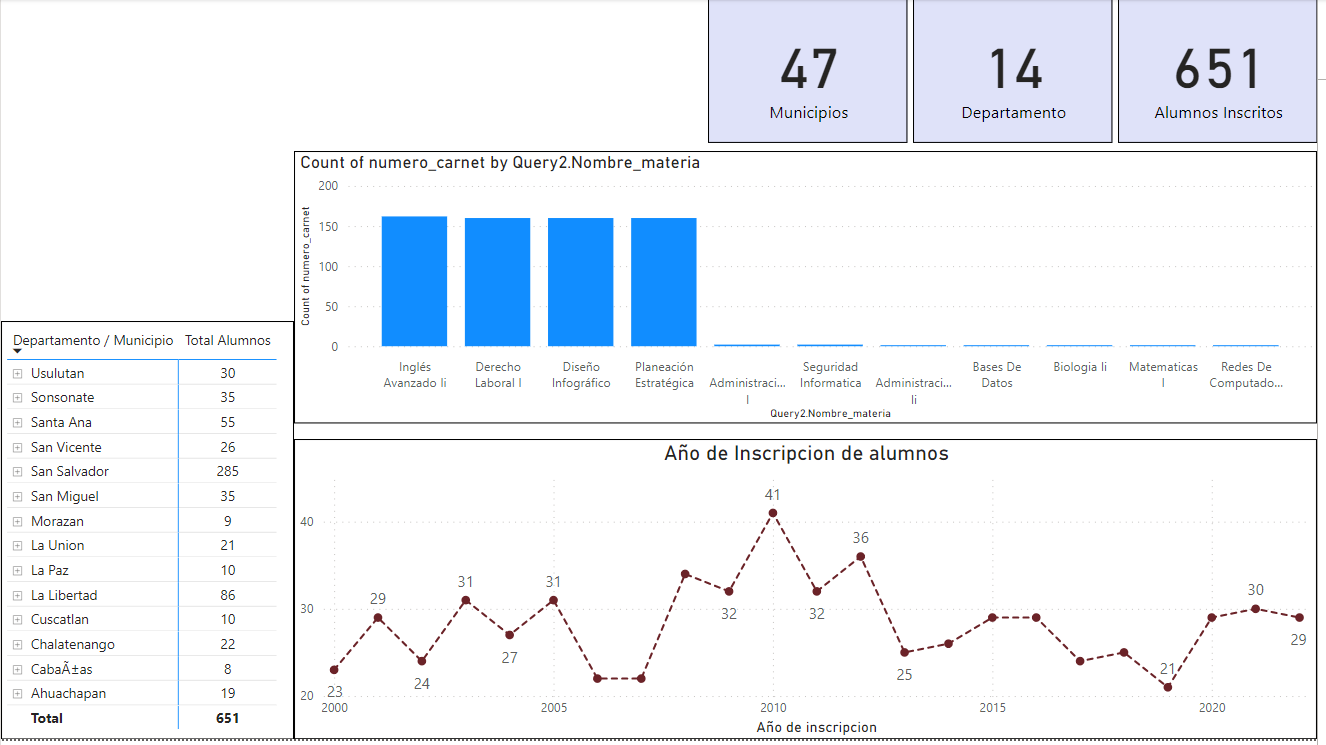 47
Municipios
14
Departamento
651
Alumnos Inscritos
Count of numero_carnet by Query2.Nombre_materia
Count of numero_carnet
200
150
100
50
0
Inglés
Avanzado Ii
Derecho
Laboral I
Diseño
Infográfico
Planeación
Estratégica
Administraci...
I
Seguridad
Informatica
Administraci...
Ii
Bases De
Datos
Biologia Ii
Matematicas
I
Redes De
Computado...
Query2.Nombre_materia
Departamento / Municipio Total Alumnos
Usulutan 30
Sonsonate 35
Santa Ana 55
San Vicente 26
San Salvador 285
San Miguel 35
Morazan 9
La Union 21
La Paz 10
La Libertad 86
Cuscatlan 10
Chalatenango 22
CabaÃ±as 8
Ahuachapan 19
Total 651
Año de Inscripcion de alumnos
40
30
20
23
29
24
31
27
31
32
41
32
36
25
21
30
29
2000 2005 2010 2015 2020
Año de inscripcion